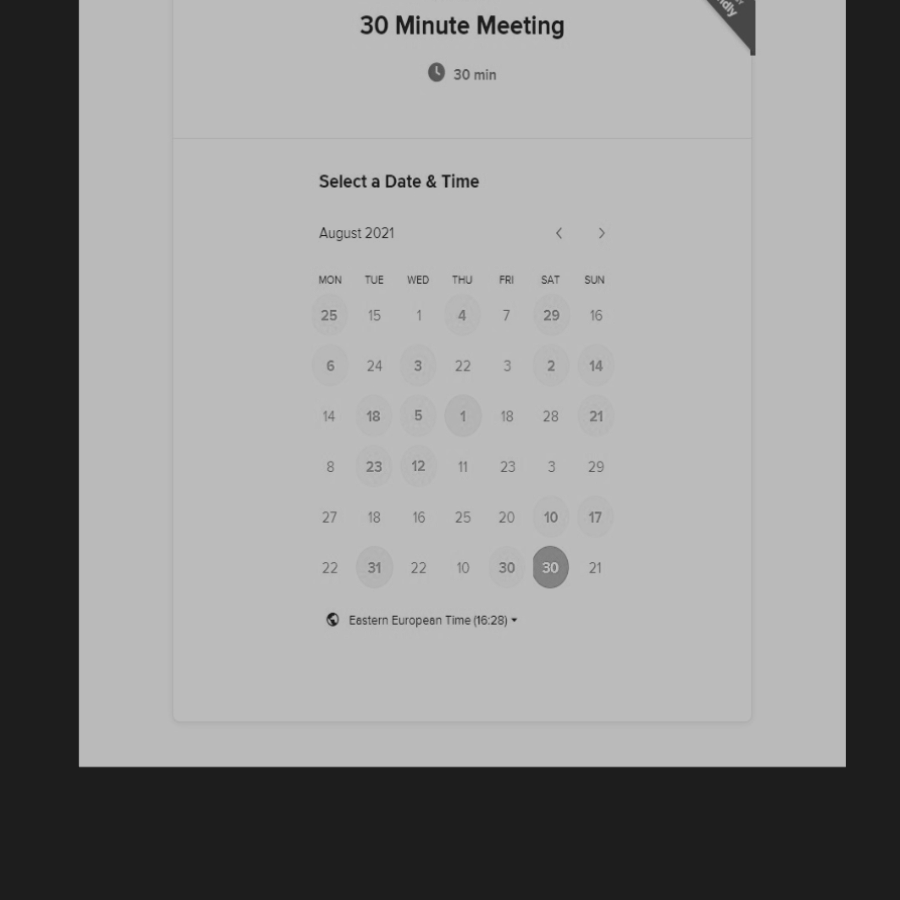 30 Minute Meeting
30 min
Select a Date & Time
August 2021
MON TUE WED THU FRI SAT SUN
25 15 1 4 7 29 16
6 24 3 22 3 2 14
14 18 5 1 18 28 21
8 23 12 11 23 3 29
27 18 16 25 20 10 17
22 31 22 10 30 30 21
Eastern European Time (16:28)